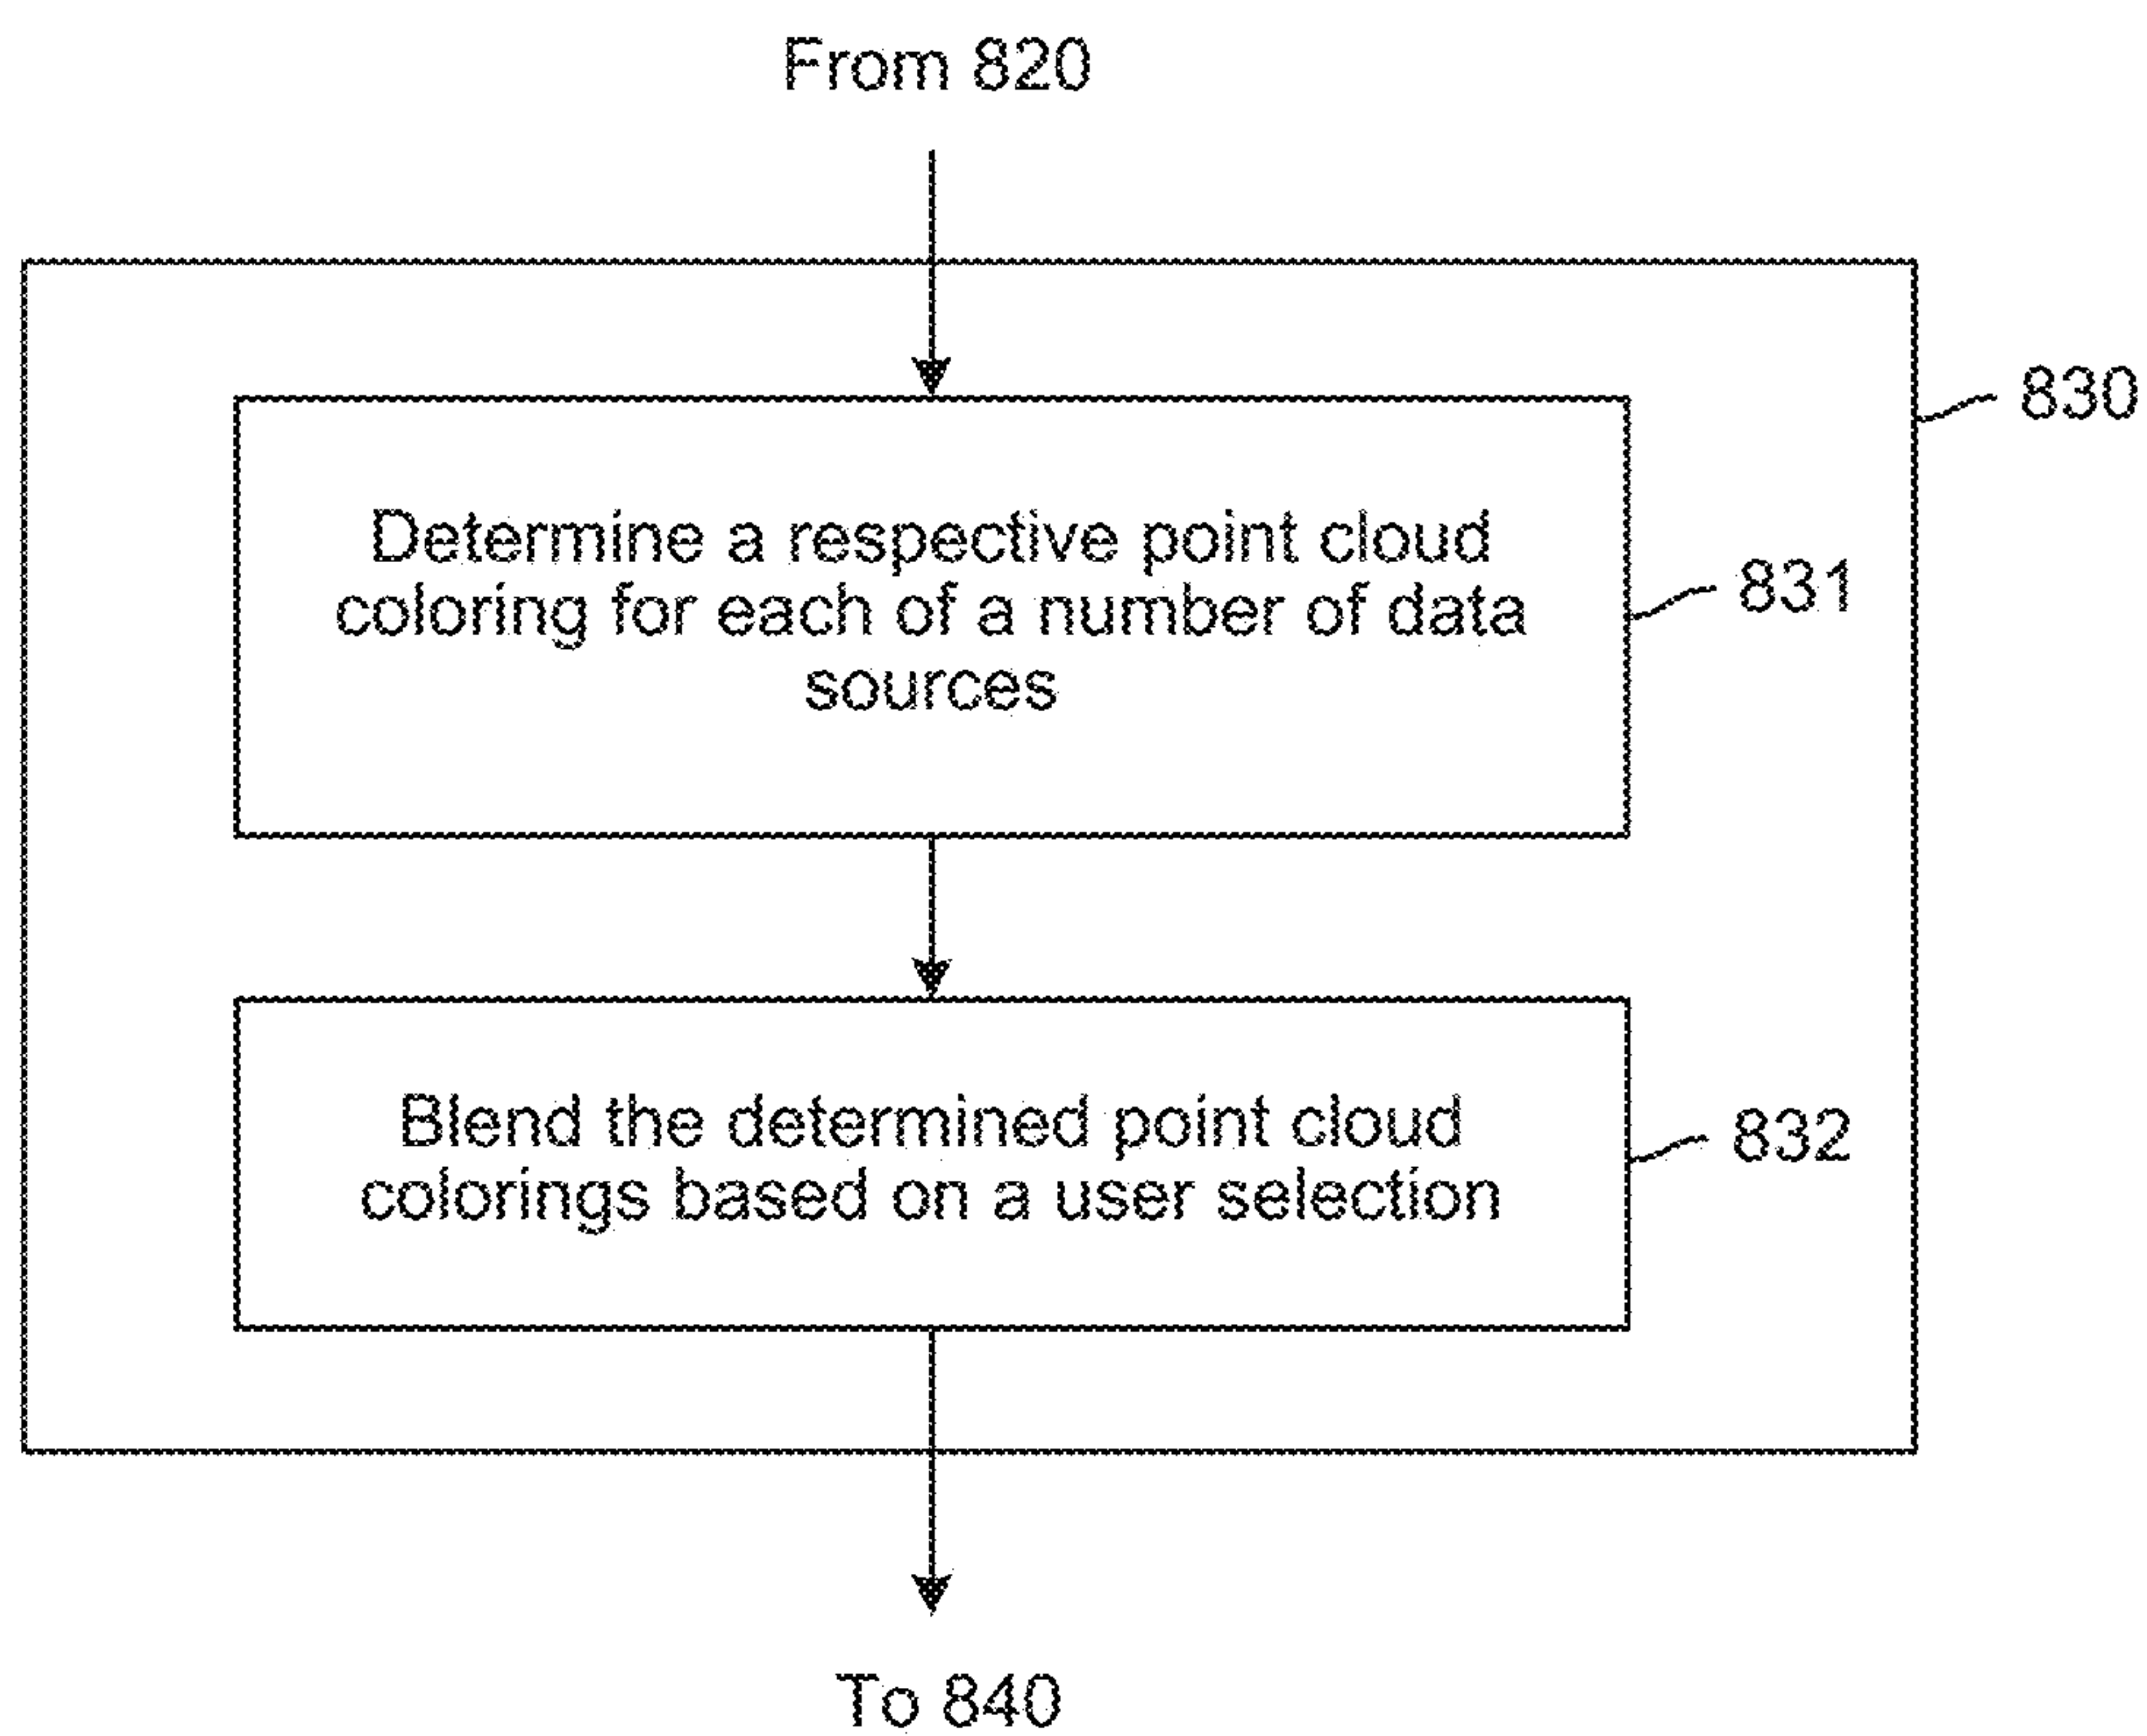 From 820
830
Determine a respective point cloud
coloring for each of a number of data
sources
831
Blend the determined point cloud
colorings based on a user selection
832
To 840